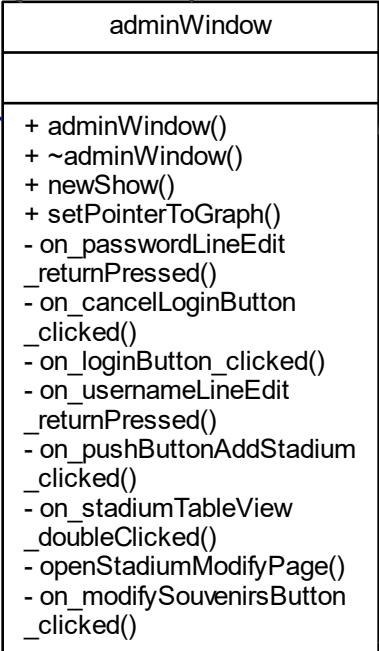 adminWindow
+ adminWindow()
+ ~adminWindow()
+ newShow()
+ setPointerToGraph()
- on_passwordLineEdit
_returnPressed()
- on_cancelLoginButton
_clicked()
- on_loginButton_clicked()
- on_usernameLineEdit
_returnPressed()
- on_pushButtonAddStadium
_clicked()
- on_stadiumTableView
_doubleClicked()
- openStadiumModifyPage()
- on_modifySouvenirsButton
_clicked()